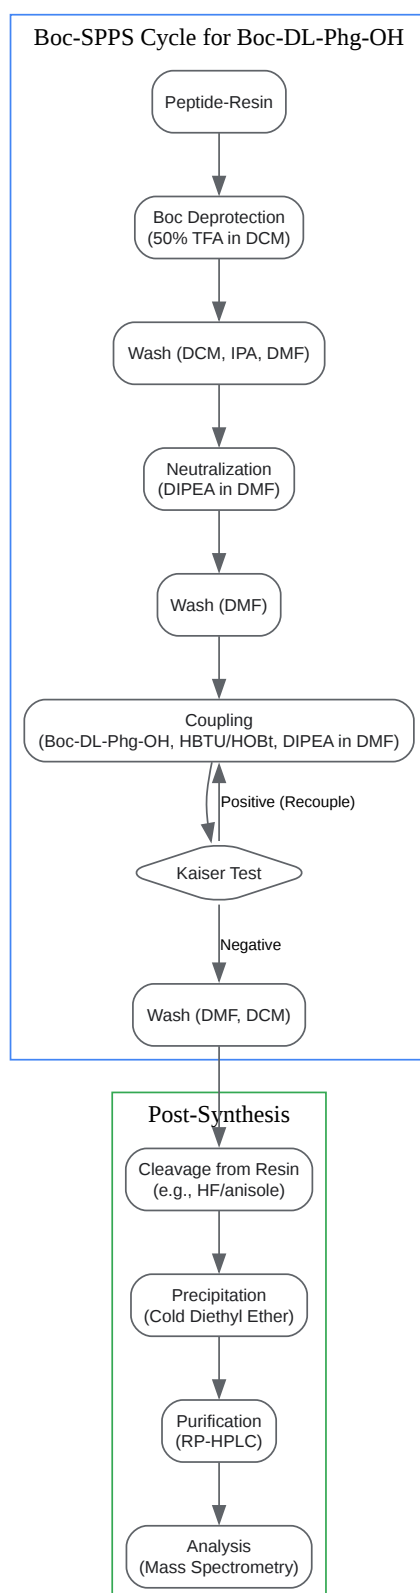 Boc-SPPS Cycle for Boc-DL-Phg-OH
Peptide-Resin
Boc Deprotection
(50% TFA in DCM)
Wash (DCM, IPA, DMF)
Neutralization
(DIPEA in DMF)
Wash (DMF)
Coupling
(Boc-DL-Phg-OH, HBTU/HOBt, DIPEA in DMF)
Positive (Recouple)
Kaiser Test
Negative
Wash (DMF, DCM)
Post-Synthesis
Cleavage from Resin
(e.g., HF/anisole)
Precipitation
(Cold Diethyl Ether)
Purification
(RP-HPLC)
Analysis
(Mass Spectrometry)